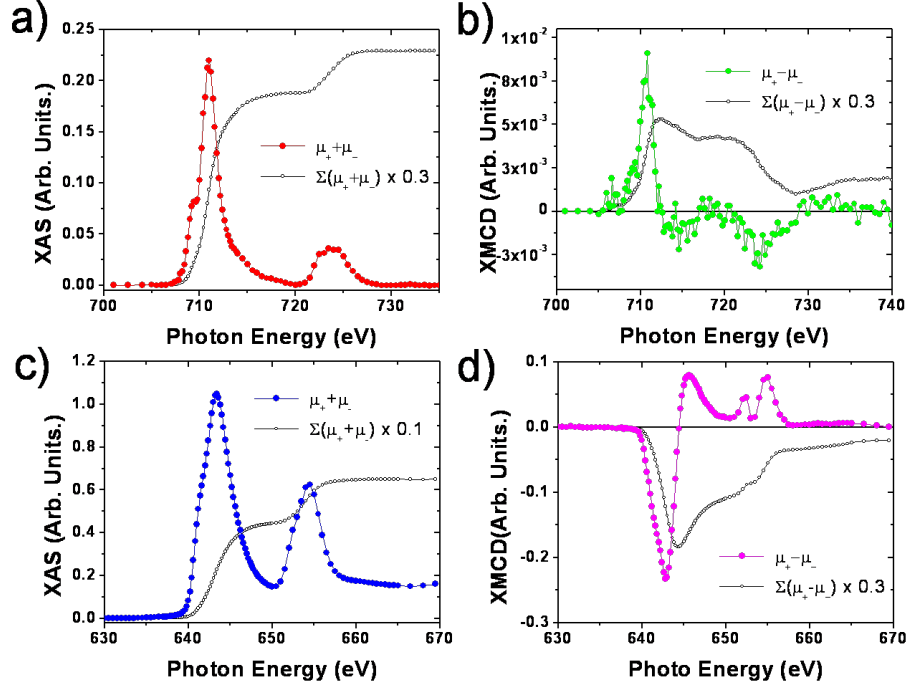 a)
XAS (Arb. Units.)
0.25
0.20
0.15
0.10
0.05
0.00
μ₊+μ₋
Σ(μ₊+μ₋) x 0.3
700 710 720 730
Photon Energy (eV)
b)
XMCD (Arb. Units.)
1x10⁻²
8x10⁻³
5x10⁻³
3x10⁻³
0
-3x10⁻³
μ₊−μ₋
Σ(μ₊−μ₋) x 0.3
701 707 714 720 727 733 740
Photon Energy (eV)
c)
XAS (Arb. Units.)
1.2
1.0
0.8
0.6
0.4
0.2
0.0
μ₊+μ₋
Σ(μ₊+μ) x 0.1
630 640 650 660 670
Photon Energy (eV)
d)
XMCD(Arb. Units.)
0.1
0.0
-0.1
-0.2
-0.3
μ₊−μ₋
Σ(μ₊-μ₋) x 0.3
630 640 650 660 670
Photo Energy (eV)